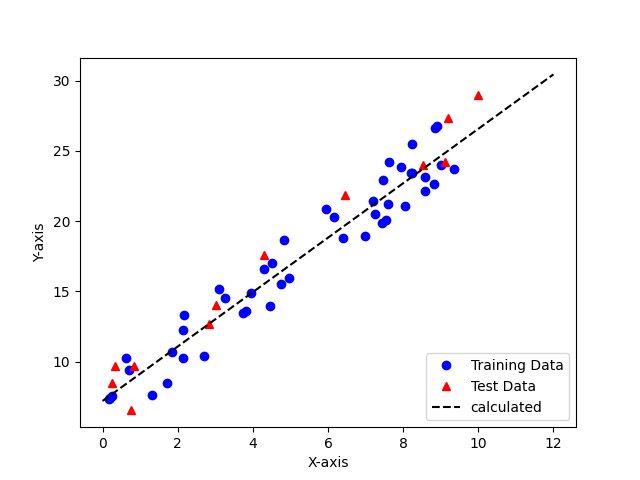 30
25
20
15
10
Y-axis
0 2 4 6 8 10 12
X-axis
Training Data
Test Data
calculated